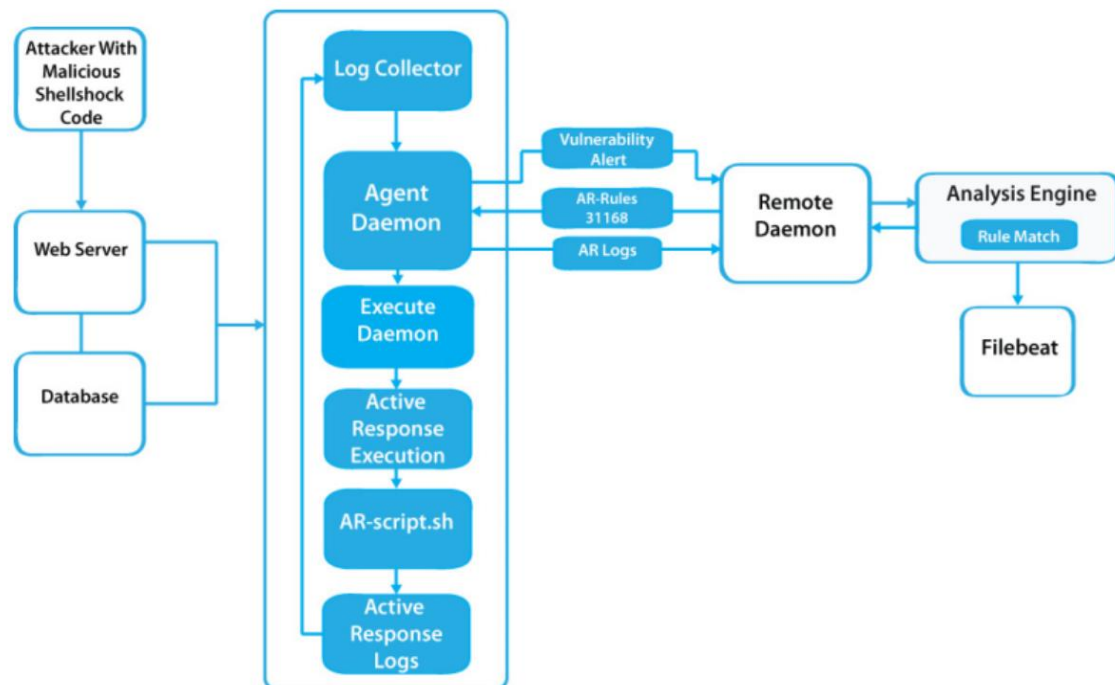 Attacker With
Malicious
Shellshock
Code
Web Server
Database
Log Collector
Agent
Daemon
Execute
Daemon
Active
Response
Execution
AR-script.sh
Active
Response
Logs
Vulnerability
Alert
AR-Rules
31168
AR Logs
Remote
Daemon
Analysis Engine
Rule Match
Filebeat